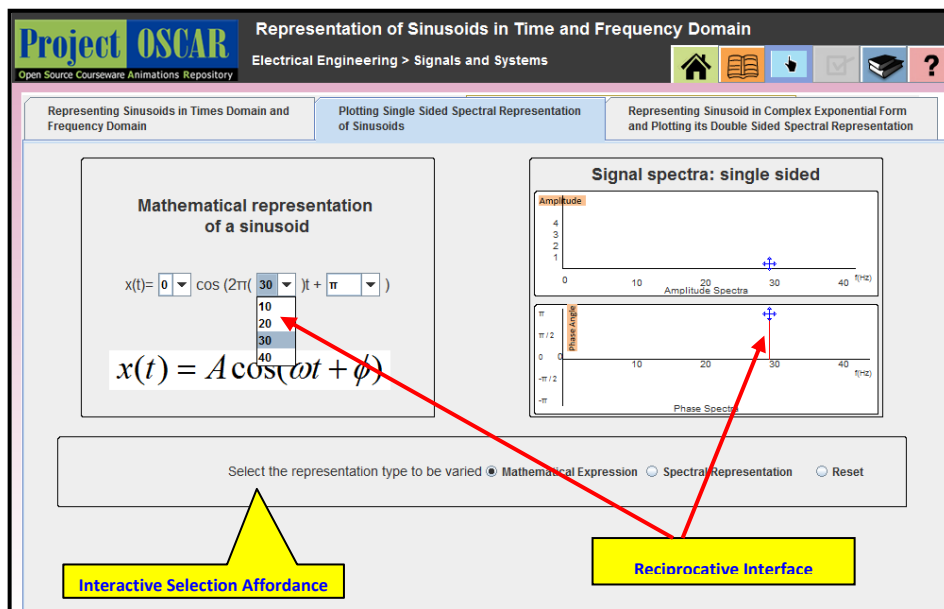 Project OSCAR
Open Source Courseware Animations Repository
Representation of Sinusoids in Time and Frequency Domain
Electrical Engineering > Signals and Systems
?
Representing Sinusoids in Times Domain and
Frequency Domain
Plotting Single Sided Spectral Representation
of Sinusoids
Representing Sinusoid in Complex Exponential Form
and Plotting its Double Sided Spectral Representation
Mathematical representation
of a sinusoid
x(t)= 0 cos (2π( 30 )t + π )
10
20
30
40
x(t) = A cos(ωt + ϕ)
Signal spectra: single sided
Amplitude
4
3
2
1
0 10 20 30 40 f(Hz)
Amplitude Spectra
Phase Angle
π
π / 2
0 0 10 20 30 40
f(Hz)
-π / 2
-π
Phase Spectra
Select the representation type to be varied Mathematical Expression Spectral Representation Reset
Interactive Selection Affordance
Reciprocative Interface